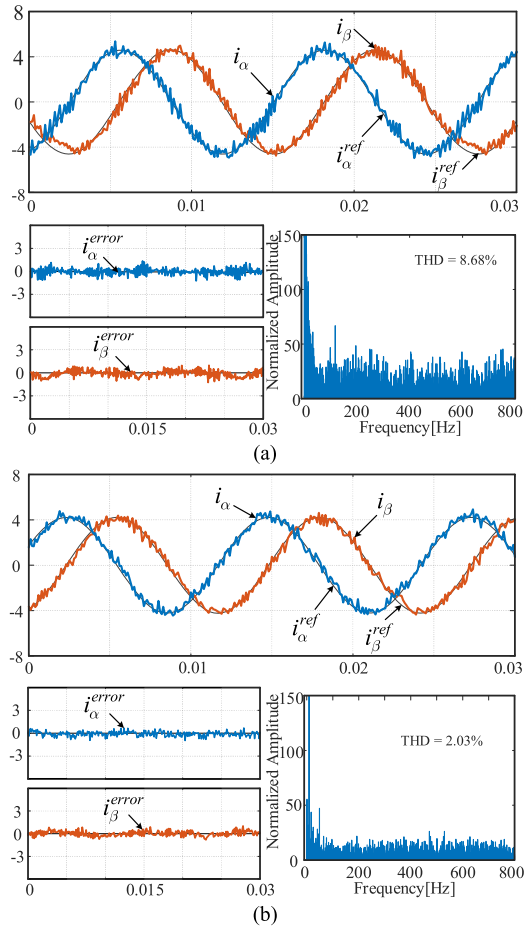 8
4
0
-4
-8
0
0.01
0.02
0.03
i_α
i_β
i_α^ref
i_β^ref
3
0
-3
i_α^error
3
0
-3
i_β^error
0
0.015
0.03
Normalized Amplitude
150
100
50
0
THD = 8.68%
0
200
400
600
800
Frequency[Hz]
(a)
8
4
0
-4
-8
0
0.01
0.02
0.03
i_α
i_β
i_α^ref
i_β^ref
3
0
-3
i_α^error
3
0
-3
i_β^error
0
0.015
0.03
Normalized Amplitude
150
100
50
0
THD = 2.03%
0
200
400
600
800
Frequency[Hz]
(b)